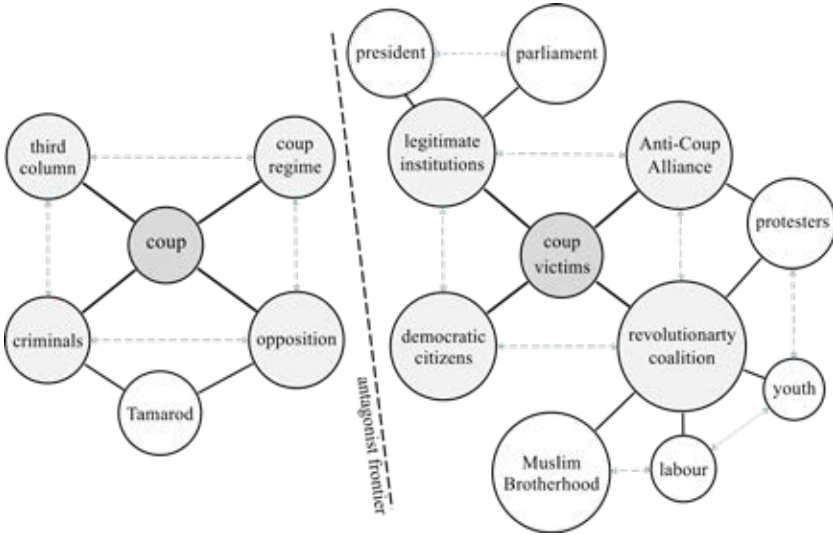 third
column
coup
regime
coup
criminals
opposition
Tamarod
antagonist frontier
president
parliament
legitimate
institutions
Anti-Coup
Alliance
protesters
coup
victims
democratic
citizens
revolutionarty
coalition
youth
Muslim
Brotherhood
labour